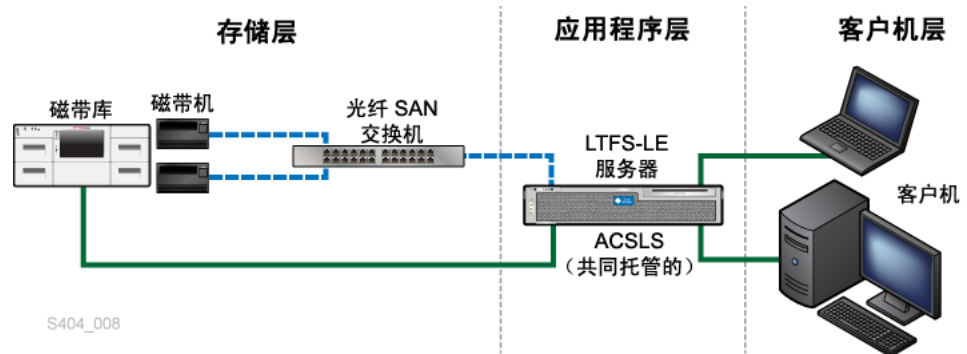 存储层
应用程序层
客户机层
磁带库
磁带机
光纤 SAN
交换机
LTFS-LE
服务器
客户机
ACSLS
（共同托管的）
S404_008